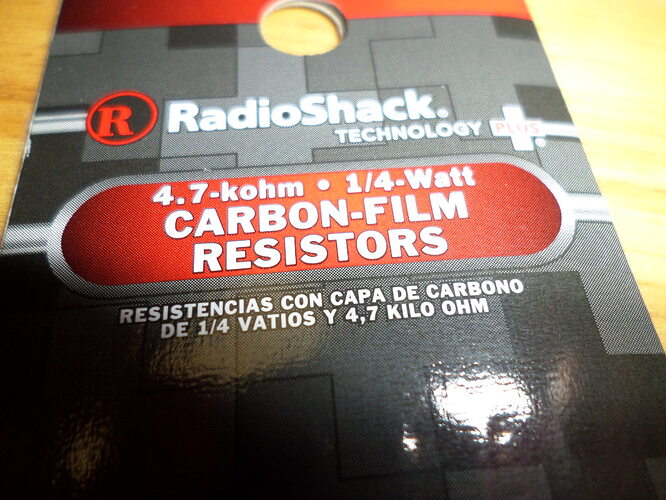 R RadioShack.
TECHNOLOGY PLUS
4.7-kohm • 1/4-Watt
CARBON-FILM
RESISTORS
RESISTENCIAS CON CAPA DE CARBONO
DE 1/4 VATIOS Y 4,7 KILO OHM